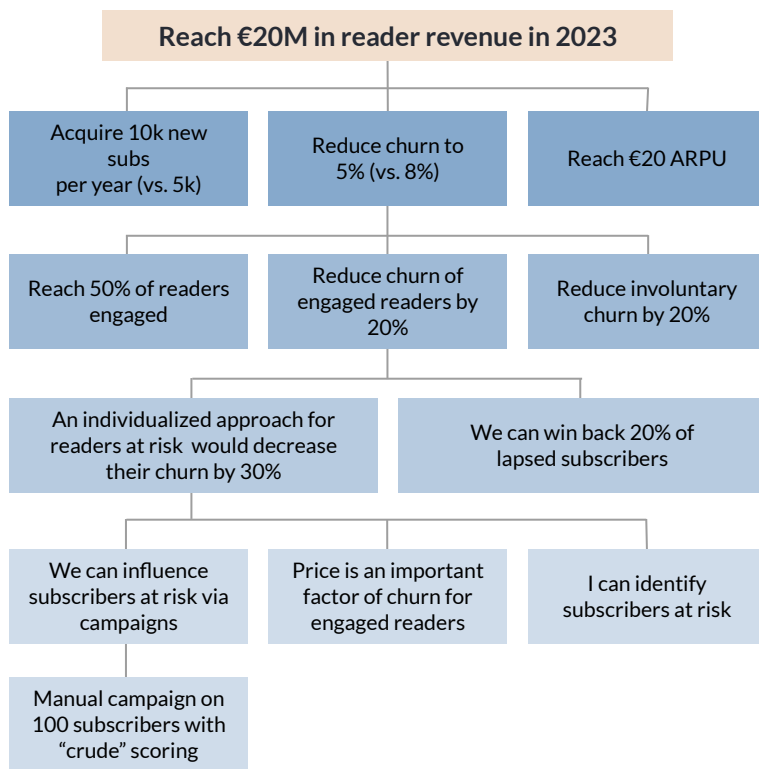 Reach €20M in reader revenue in 2023
Acquire 10k new
subs
per year (vs. 5k)
Reduce churn to
5% (vs. 8%)
Reach €20 ARPU
Reach 50% of readers
engaged
Reduce churn of
engaged readers by
20%
Reduce involuntary
churn by 20%
An individualized approach for
readers at risk would decrease
their churn by 30%
We can win back 20% of
lapsed subscribers
We can influence
subscribers at risk via
campaigns
Price is an important
factor of churn for
engaged readers
I can identify
subscribers at risk
Manual campaign on
100 subscribers with
“crude” scoring